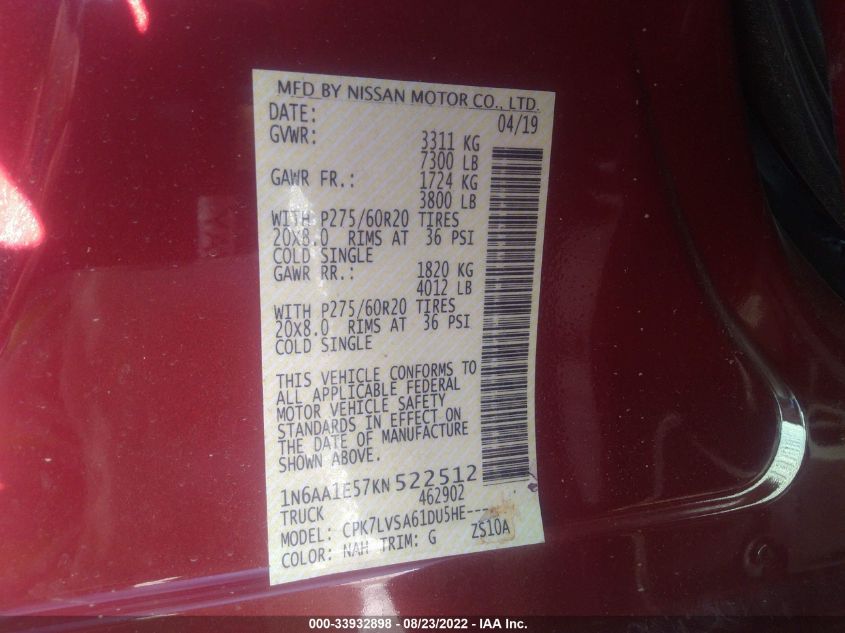 MFD BY NISSAN MOTOR CO., LTD.
DATE: 04/19
GVWR: 3311 KG
7300 LB
GAWR FR.: 1724 KG
3800 LB
WITH P275/60R20 TIRES
20X8.0 RIMS AT 36 PSI
COLD SINGLE
GAWR RR.: 1820 KG
4012 LB
WITH P275/60R20 TIRES
20X8.0 RIMS AT 36 PSI
COLD SINGLE
THIS VEHICLE CONFORMS TO
ALL APPLICABLE FEDERAL
MOTOR VEHICLE SAFETY
STANDARDS IN EFFECT ON
THE DATE OF MANUFACTURE
SHOWN ABOVE.
1N6AA1E57KN522512
TRUCK 462902
MODEL: CPK7LVSA61DU5HE----
COLOR: NAH TRIM: G ZS10A
000-33932898 - 08/23/2022 - IAA Inc.